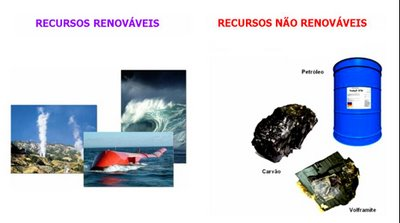 RECURSOS RENOVÁVEIS
RECURSOS NÃO RENOVÁVEIS
Petróleo
Carvão
Volframite